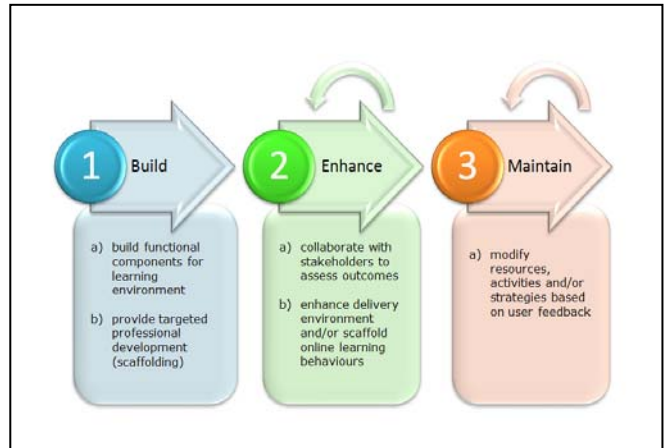 1 Build
a) build functional
components for
learning
environment
b) provide targeted
professional
development
(scaffolding)
2 Enhance
a) collaborate with
stakeholders to
assess outcomes
b) enhance delivery
environment
and/or scaffold
online learning
behaviours
3 Maintain
a) modify
resources,
activities and/or
strategies based
on user feedback